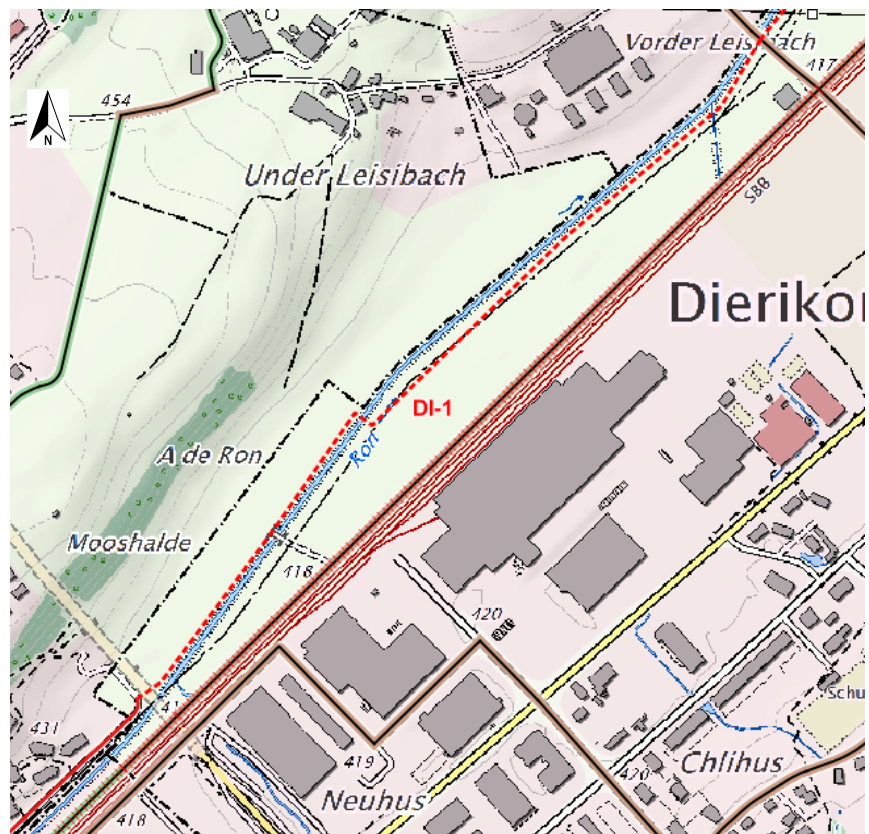 Vorder Leisibach
417
454
N
Under Leisibach
SBB
Dierikon
DI-1
Ron
A de Ron
Mooshalde
418
420
Schu
431
41
419
Chlihus
420
Neuhus
418